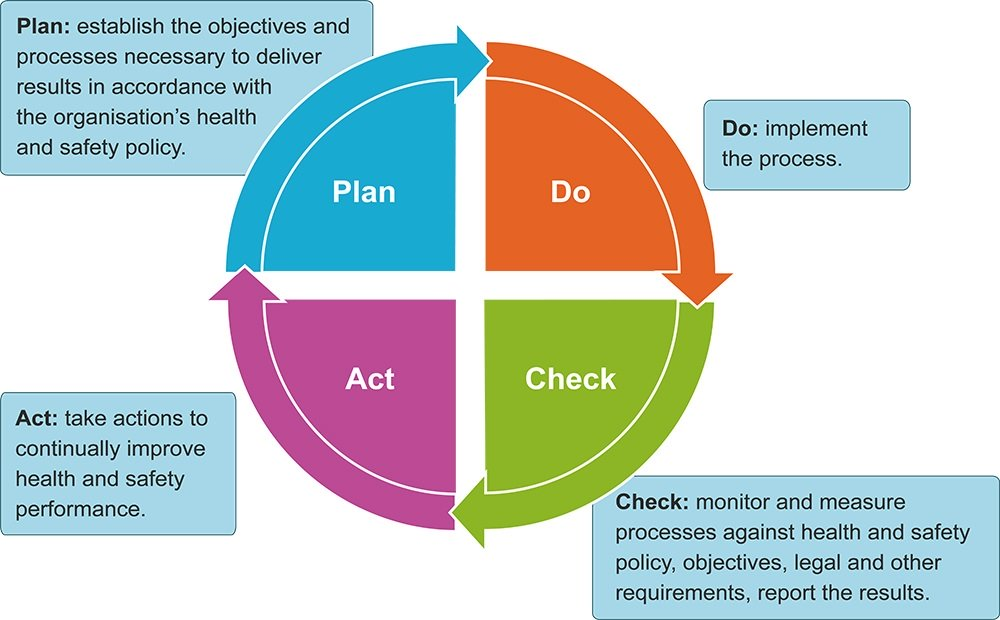 Plan: establish the objectives and
processes necessary to deliver
results in accordance with
the organisation’s health
and safety policy.
Plan
Do
Do: implement
the process.
Act
Check
Act: take actions to
continually improve
health and safety
performance.
Check: monitor and measure
processes against health and safety
policy, objectives, legal and other
requirements, report the results.